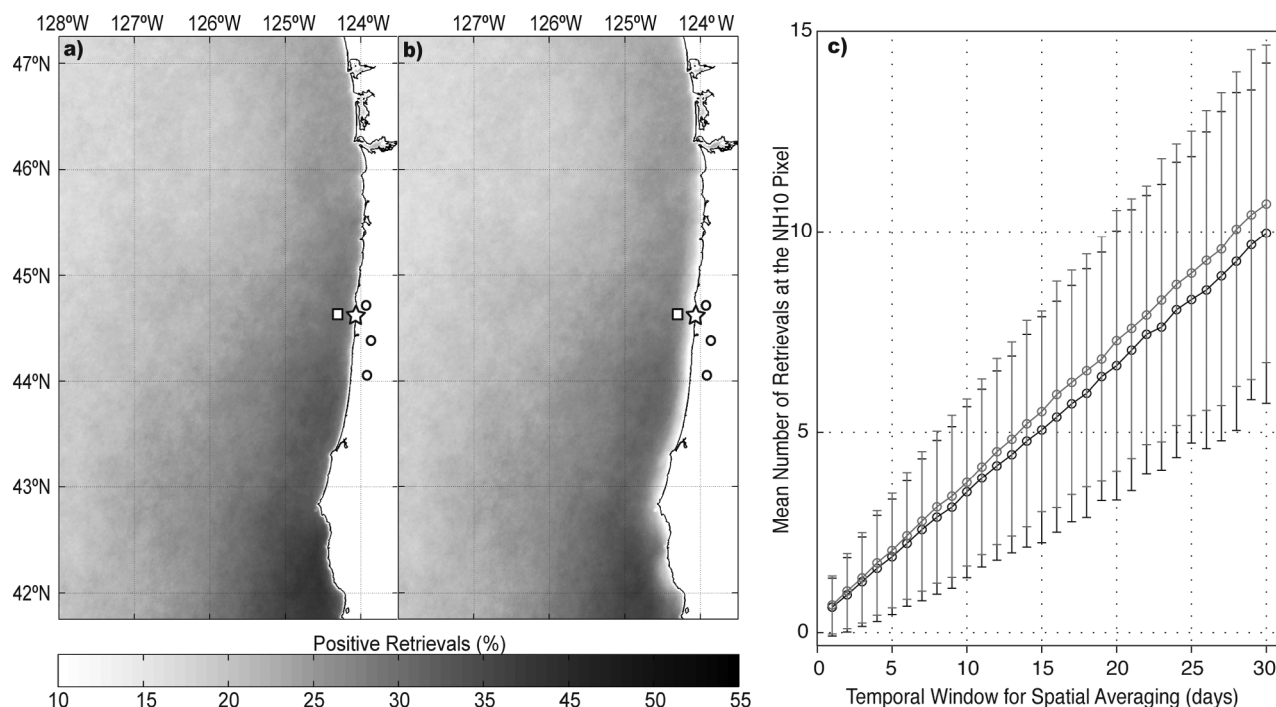 128ºW 127ºW 126ºW 125ºW 124ºW 127ºW 126ºW 125ºW 124ºW
a) b) c)
47ºN
46ºN
45ºN
44ºN
43ºN
42ºN
Positive Retrievals (%)
10 15 20 25 30 35 45 50 55
Mean Number of Retrievals at the NH10 Pixel
15
10
5
0
0 5 10 15 20 25 30
Temporal Window for Spatial Averaging (days)